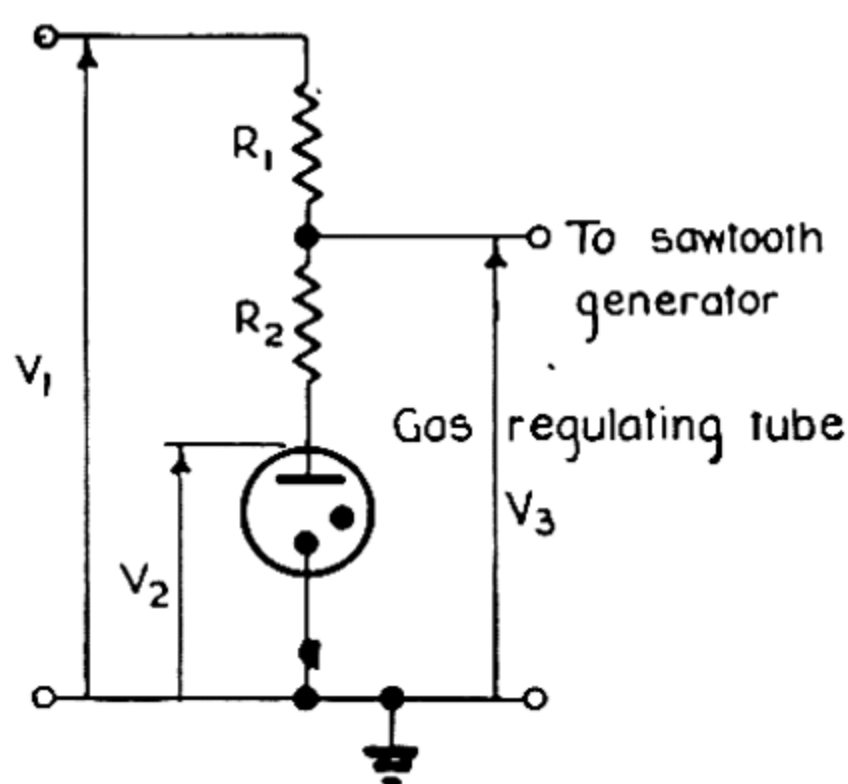 R1
To sawtooth
generator
R2
V1
Gas regulating tube
V3
V2